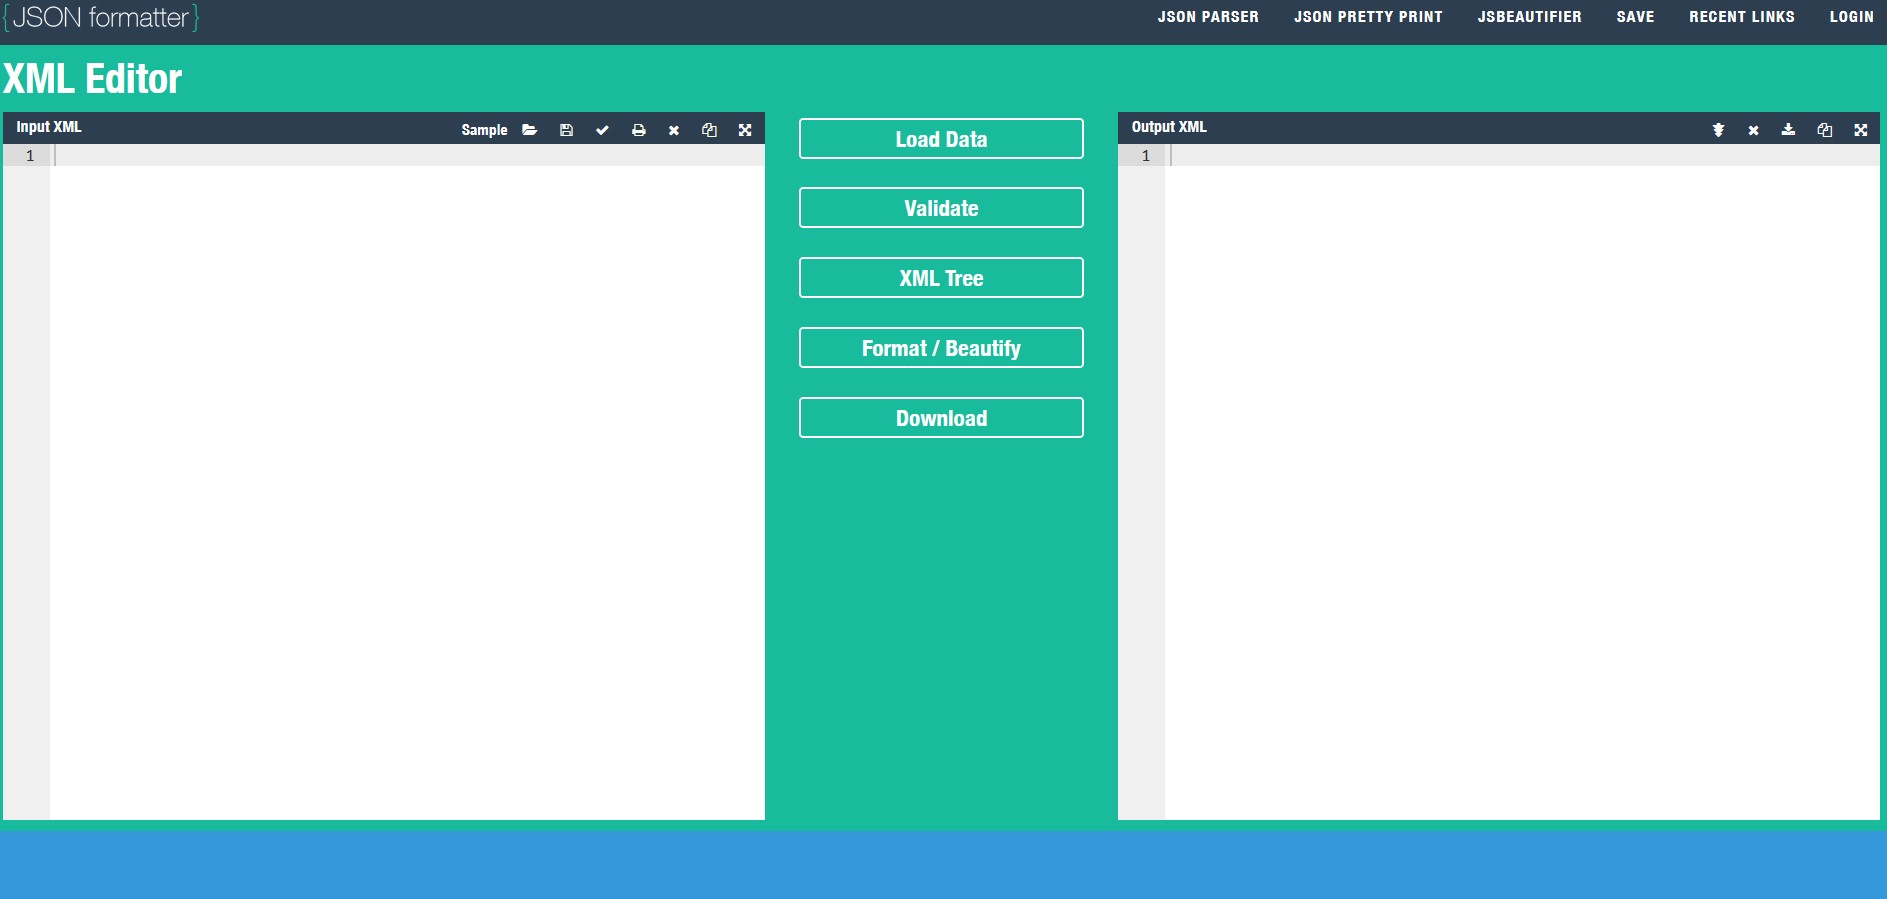 {JSON formatter}
JSON PARSER JSON PRETTY PRINT JSBEAUTIFIER SAVE RECENT LINKS LOGIN
XML Editor
Input XML Sample
1
Load Data
Validate
XML Tree
Format / Beautify
Download
Output XML
1